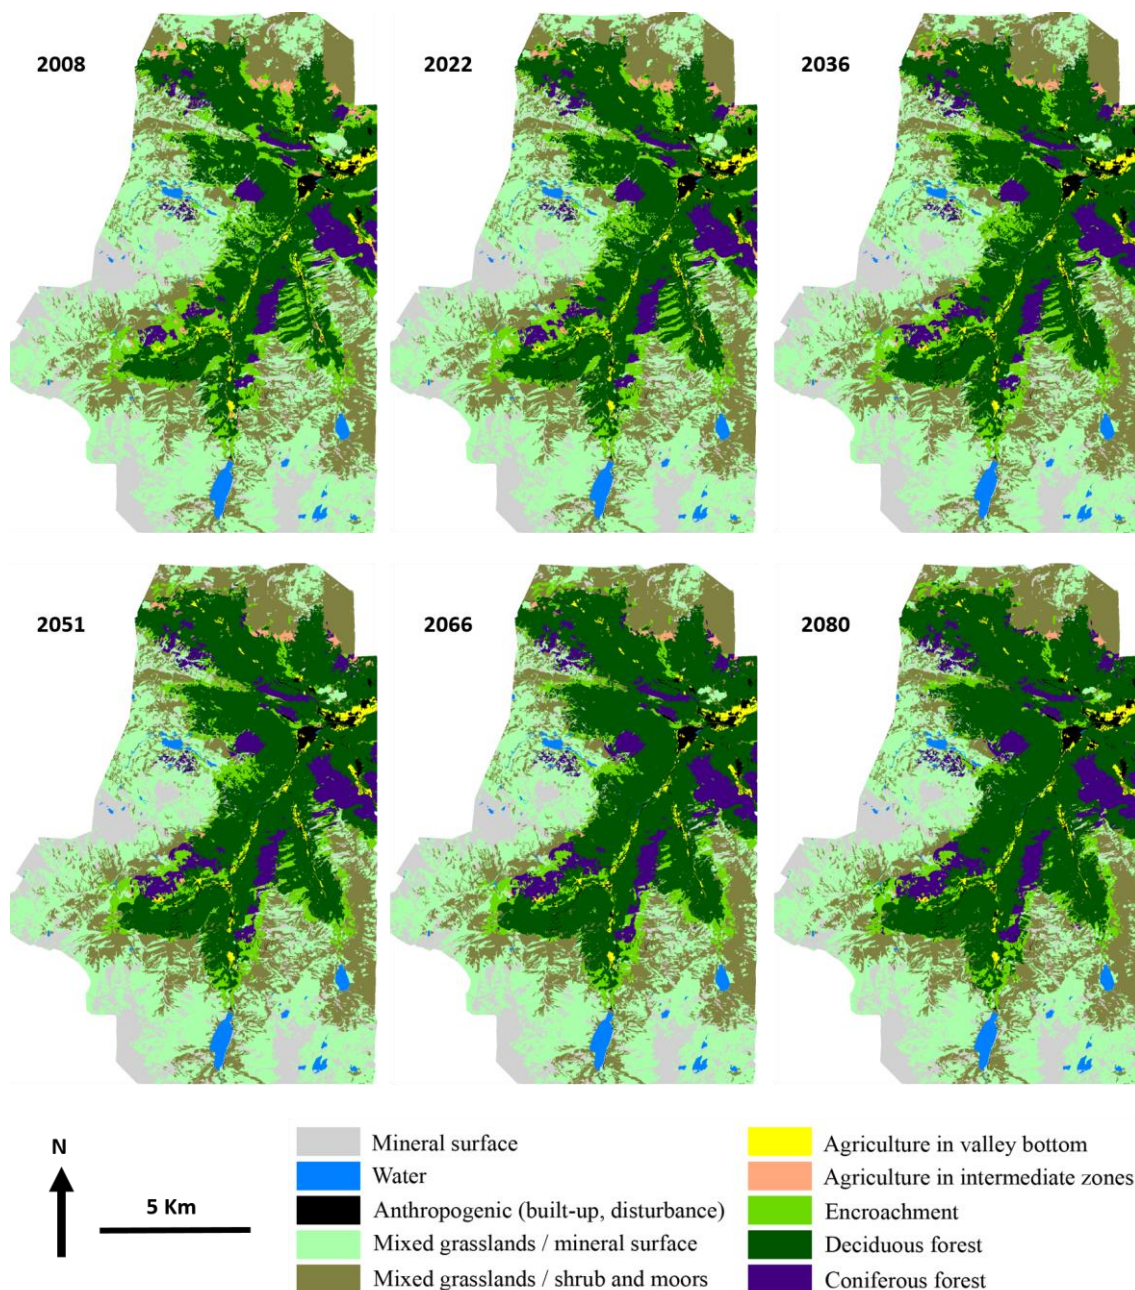 2008
2022
2036
2051
2066
2080
N
5 Km
Mineral surface
Water
Anthropogenic (built-up, disturbance)
Mixed grasslands / mineral surface
Mixed grasslands / shrub and moors
Agriculture in valley bottom
Agriculture in intermediate zones
Encroachment
Deciduous forest
Coniferous forest